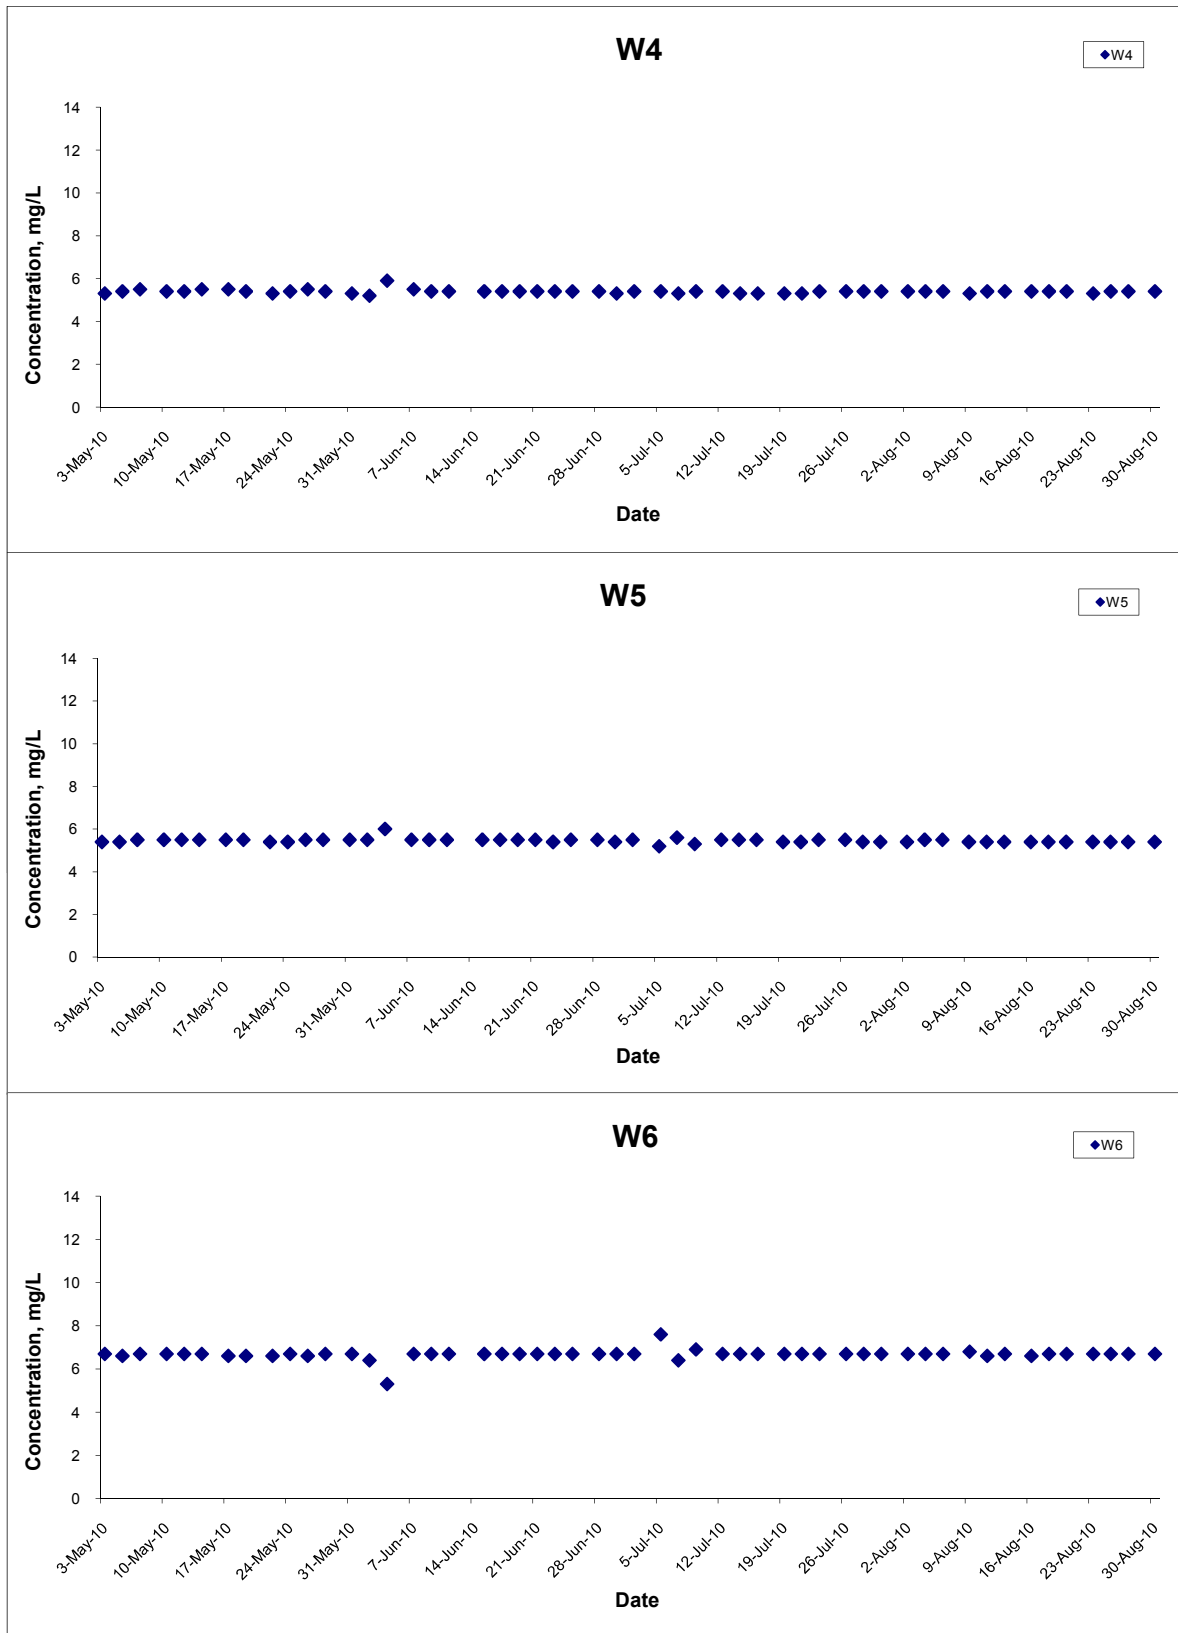 W4
W4
14
12
10
8
6
4
2
0
Concentration, mg/L
3-May-10 10-May-10 17-May-10 24-May-10 31-May-10 7-Jun-10 14-Jun-10 21-Jun-10 28-Jun-10 5-Jul-10 12-Jul-10 19-Jul-10 26-Jul-10 2-Aug-10 9-Aug-10 16-Aug-10 23-Aug-10 30-Aug-10
Date
W5
W5
14
12
10
8
6
4
2
0
Concentration, mg/L
3-May-10 10-May-10 17-May-10 24-May-10 31-May-10 7-Jun-10 14-Jun-10 21-Jun-10 28-Jun-10 5-Jul-10 12-Jul-10 19-Jul-10 26-Jul-10 2-Aug-10 9-Aug-10 16-Aug-10 23-Aug-10 30-Aug-10
Date
W6
W6
14
12
10
8
6
4
2
0
Concentration, mg/L
3-May-10 10-May-10 17-May-10 24-May-10 31-May-10 7-Jun-10 14-Jun-10 21-Jun-10 28-Jun-10 5-Jul-10 12-Jul-10 19-Jul-10 26-Jul-10 2-Aug-10 9-Aug-10 16-Aug-10 23-Aug-10 30-Aug-10
Date